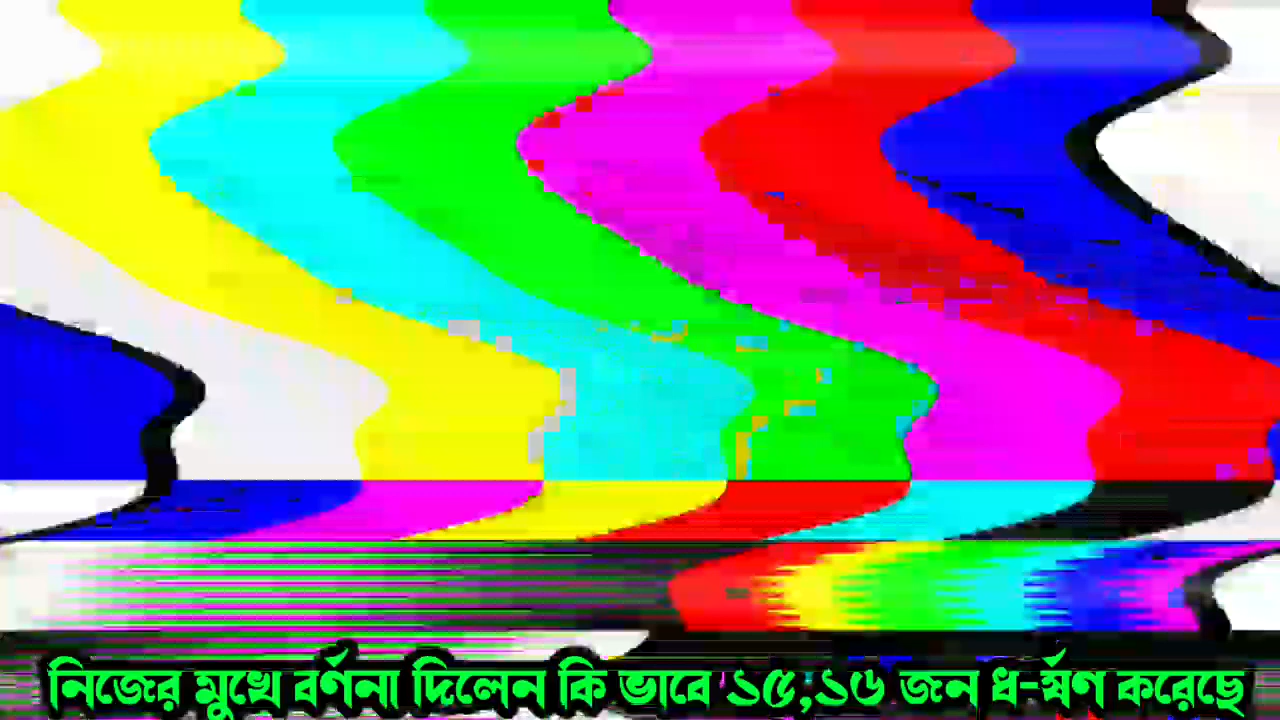 নিজের মুখে বর্ণনা দিলেন কি ভাবে ১৫,১৬ জন ধ-র্ষণ করেছে